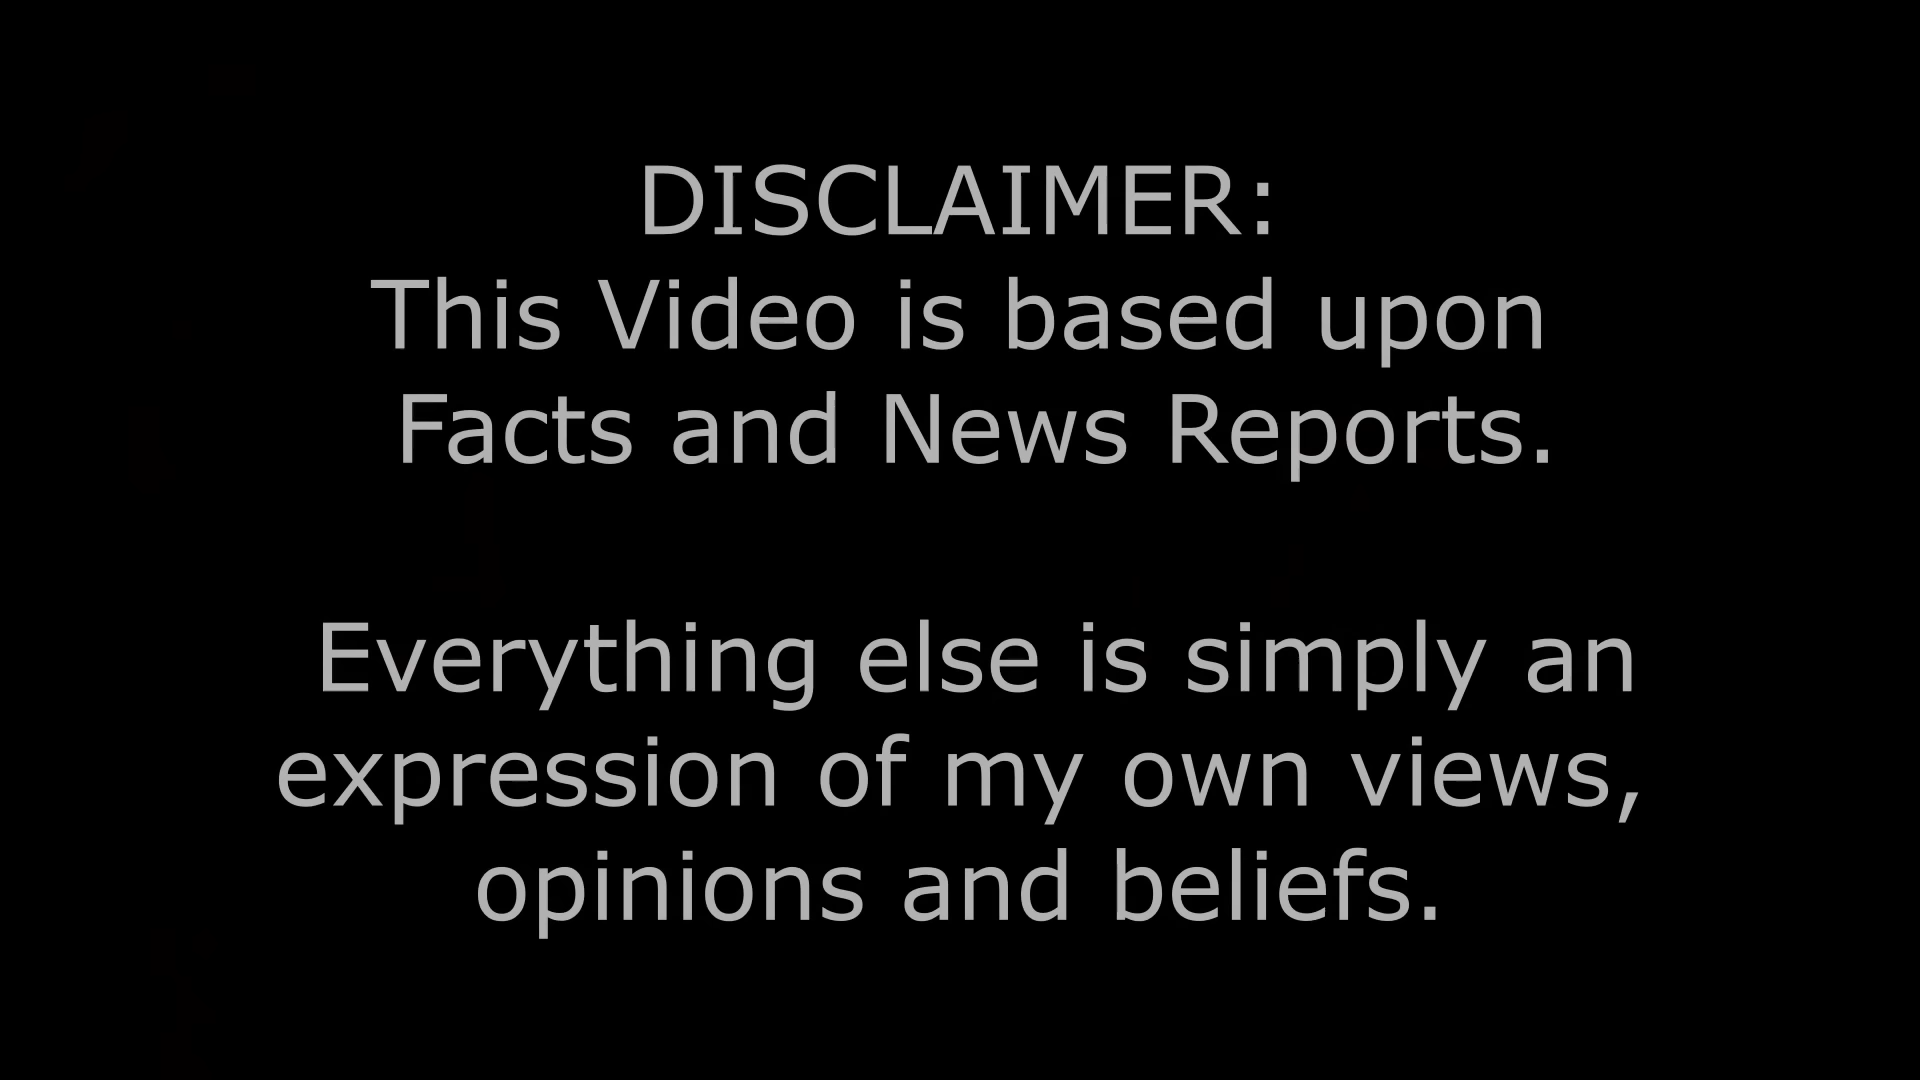 DISCLAIMER:
This Video is based upon
Facts and News Reports.
Everything else is simply an
expression of my own views,
opinions and beliefs.